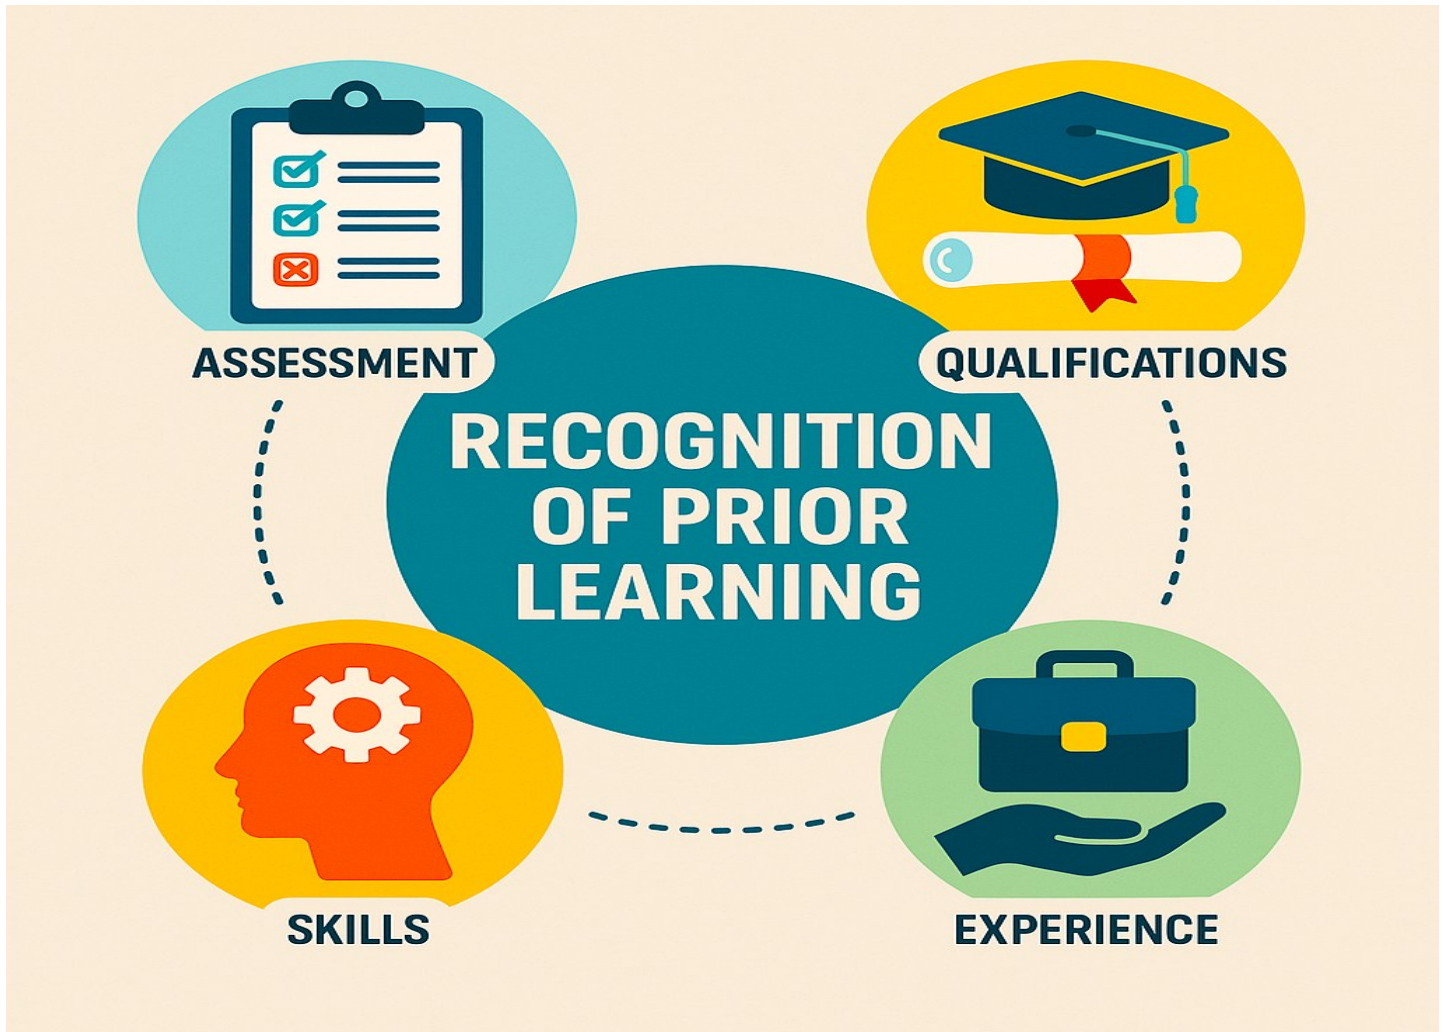 ASSESSMENT
QUALIFICATIONS
RECOGNITION
OF PRIOR
LEARNING
SKILLS
EXPERIENCE